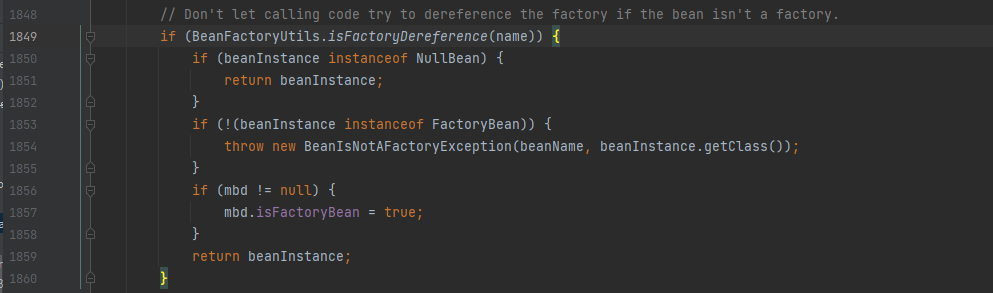 1848 // Don't let calling code try to dereference the factory if the bean isn't a factory.
1849 if (BeanFactoryUtils.isFactoryDereference(name)) {
1850 if (beanInstance instanceof NullBean) {
1851 return beanInstance;
1852 }
1853 if (!(beanInstance instanceof FactoryBean)) {
1854 throw new BeanIsNotAFactoryException(beanName, beanInstance.getClass());
1855 }
1856 if (mbd != null) {
1857 mbd.isFactoryBean = true;
1858 }
1859 return beanInstance;
1860 }